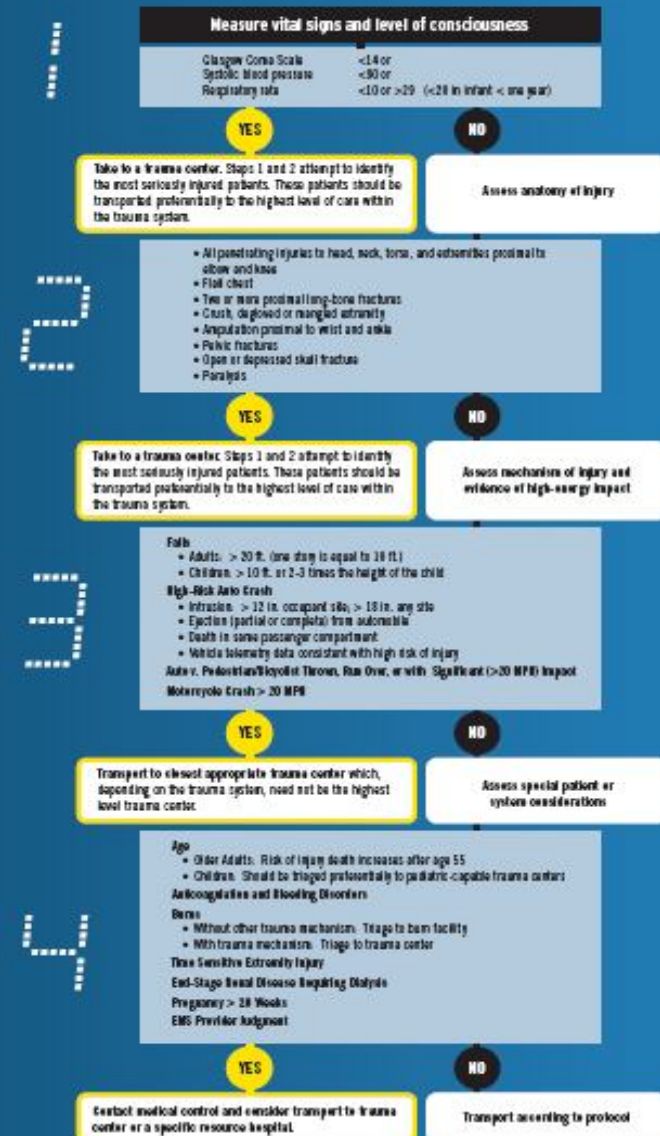 1
Measure vital signs and level of consciousness
Glasgow Coma Scale <14 or
Systolic blood pressure <90 or
Respiratory rate <10 or >29 (<20 in infant < one year)
YES
NO
Take to a trauma center. Steps 1 and 2 attempt to identify
the most seriously injured patients. These patients should be
transported preferentially to the highest level of care within
the trauma system.
Assess anatomy of injury
2
• All penetrating injuries to head, neck, torso, and extremities proximal to
elbow and knee
• Flail chest
• Two or more proximal long-bone fractures
• Crush, degloved or mangled extremity
• Amputation proximal to wrist and ankle
• Pelvic fractures
• Open or depressed skull fracture
• Paralysis
YES
NO
Take to a trauma center. Steps 1 and 2 attempt to identify
the most seriously injured patients. These patients should be
transported preferentially to the highest level of care within
the trauma system.
Assess mechanism of injury and
evidence of high-energy impact
3
Falls
• Adults: > 20 ft. (one story is equal to 10 ft.)
• Children: > 10 ft. or 2-3 times the height of the child
High-Risk Auto Crash
• Intrusion: > 12 in. occupant site; > 18 in. any site
• Ejection (partial or complete) from automobile
• Death in same passenger compartment
• Vehicle telemetry data consistent with high risk of injury
Auto v. Pedestrian/Bicyclist Thrown, Run Over, or with Significant (>20 MPH) Impact
Motorcycle Crash > 20 MPH
YES
NO
Transport to closest appropriate trauma center which,
depending on the trauma system, need not be the highest
level trauma center.
Assess special patient or
system considerations
4
Age
• Older Adults: Risk of injury death increases after age 55
• Children: Should be triaged preferentially to pediatric-capable trauma centers
Anticoagulation and Bleeding Disorders
Burns
• Without other trauma mechanism: Triage to burn facility
• With trauma mechanism: Triage to trauma center
Time Sensitive Extremity Injury
End-Stage Renal Disease Requiring Dialysis
Pregnancy > 20 Weeks
EMS Provider Judgment
YES
NO
Contact medical control and consider transport to trauma
center or a specific resource hospital.
Transport according to protocol